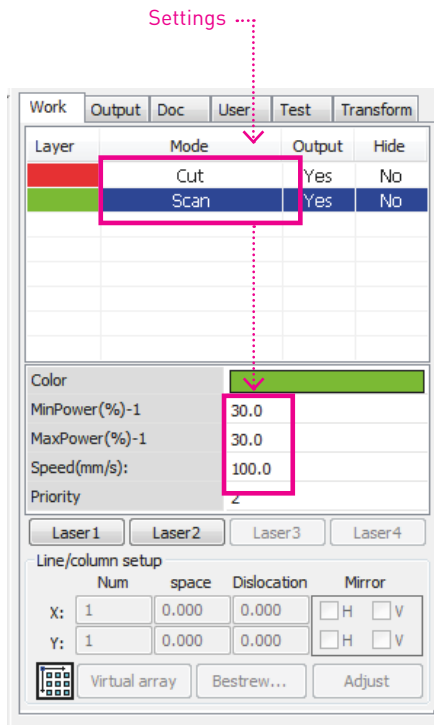 Settings
Work Output Doc User Test Transform
Layer Mode Output Hide
Cut Yes No
Scan Yes No
Color
MinPower(%)-1 30.0
MaxPower(%)-1 30.0
Speed(mm/s): 100.0
Priority 2
Laser1 Laser2 Laser3 Laser4
Line/column setup
Num space Dislocation Mirror
X: 1 0.000 0.000 H V
Y: 1 0.000 0.000 H V
Virtual array Bestrew... Adjust